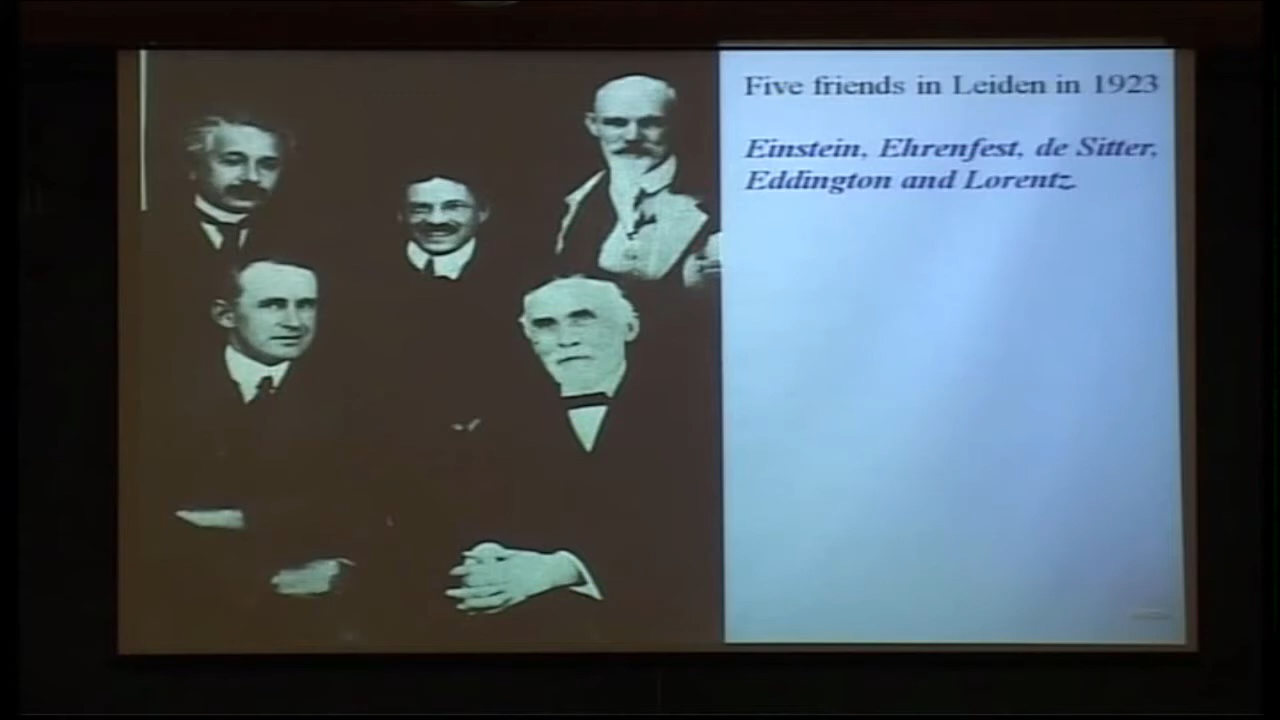 Five friends in Leiden in 1923
Einstein, Ehrenfest, de Sitter,
Eddington and Lorentz.